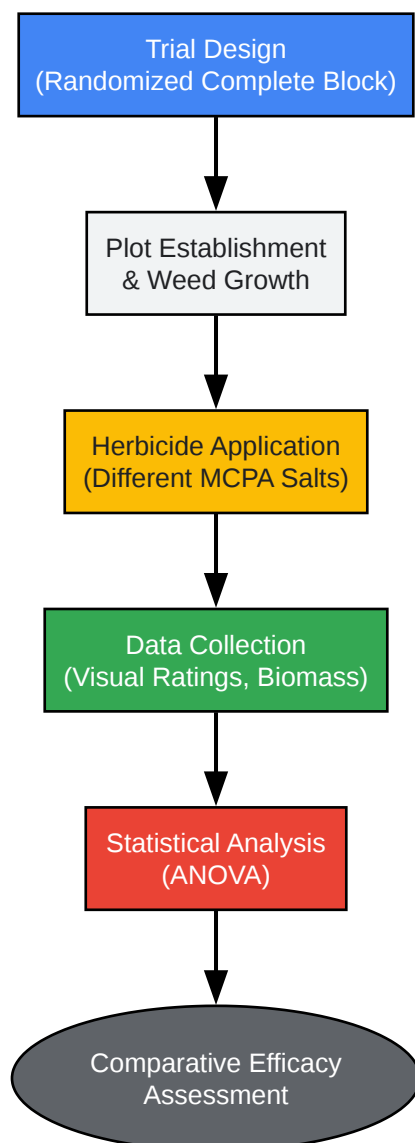 Trial Design
(Randomized Complete Block)
Plot Establishment
& Weed Growth
Herbicide Application
(Different MCPA Salts)
Data Collection
(Visual Ratings, Biomass)
Statistical Analysis
(ANOVA)
Comparative Efficacy
Assessment